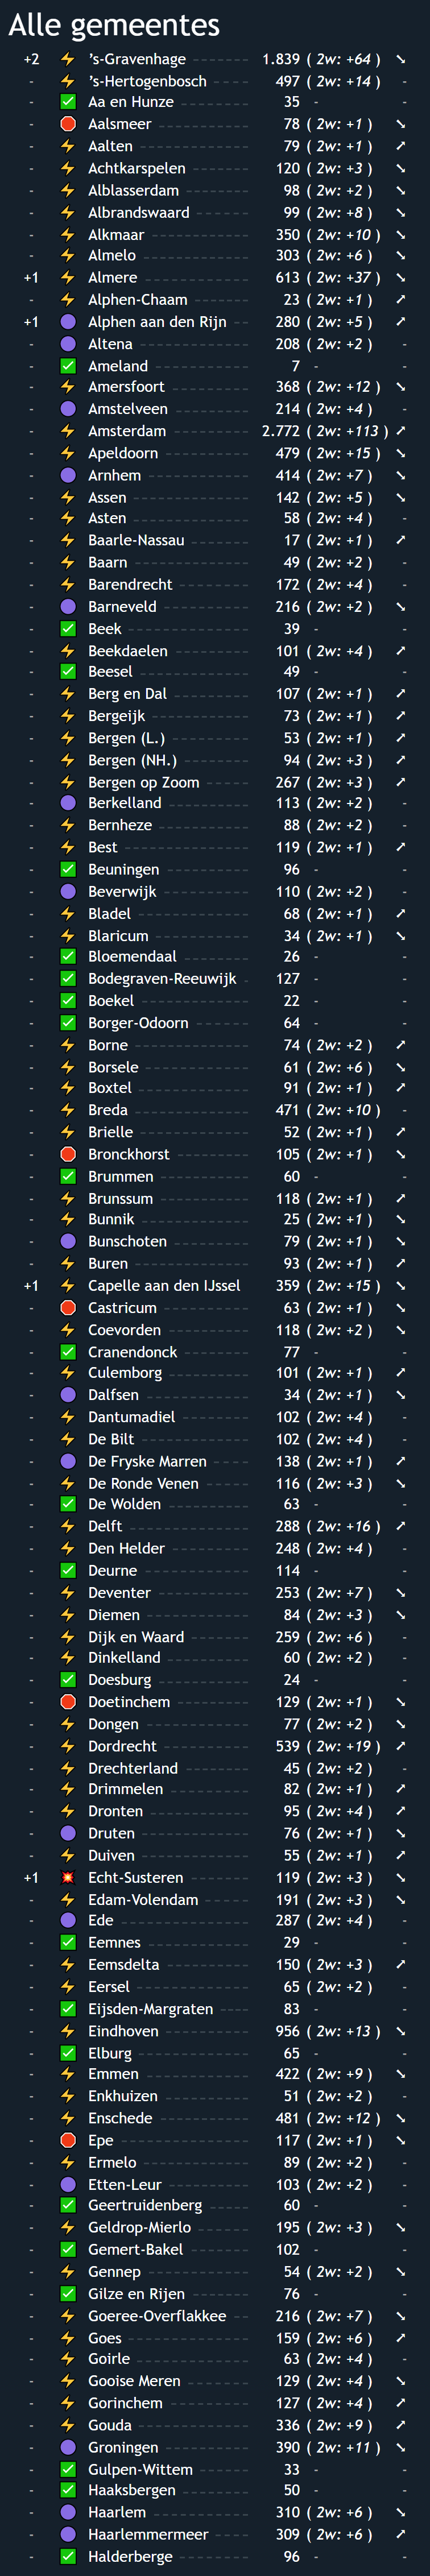 Alle gemeentes
+2 ⚡ ’s-Gravenhage 1.839 ( 2w: +64 ) ➘
- ⚡ ’s-Hertogenbosch 497 ( 2w: +14 ) -
- ✅ Aa en Hunze 35 - -
- 🛑 Aalsmeer 78 ( 2w: +1 ) ➘
- ⚡ Aalten 79 ( 2w: +1 ) ➚
- ⚡ Achtkarspelen 120 ( 2w: +3 ) ➘
- ⚡ Alblasserdam 98 ( 2w: +2 ) ➘
- ⚡ Albrandswaard 99 ( 2w: +8 ) ➘
- ⚡ Alkmaar 350 ( 2w: +10 ) ➘
- ⚡ Almelo 303 ( 2w: +6 ) ➘
+1 ⚡ Almere 613 ( 2w: +37 ) ➘
- ⚡ Alphen-Chaam 23 ( 2w: +1 ) ➚
+1 🟣 Alphen aan den Rijn 280 ( 2w: +5 ) ➚
- 🟣 Altena 208 ( 2w: +2 ) -
- ✅ Ameland 7 - -
- ⚡ Amersfoort 368 ( 2w: +12 ) ➘
- 🟣 Amstelveen 214 ( 2w: +4 ) -
- ⚡ Amsterdam 2.772 ( 2w: +113 ) ➚
- ⚡ Apeldoorn 479 ( 2w: +15 ) ➘
- 🟣 Arnhem 414 ( 2w: +7 ) ➘
- ⚡ Assen 142 ( 2w: +5 ) ➘
- ⚡ Asten 58 ( 2w: +4 ) -
- ⚡ Baarle-Nassau 17 ( 2w: +1 ) ➚
- ⚡ Baarn 49 ( 2w: +2 ) -
- ⚡ Barendrecht 172 ( 2w: +4 ) -
- 🟣 Barneveld 216 ( 2w: +2 ) ➘
- ✅ Beek 39 - -
- ⚡ Beekdaelen 101 ( 2w: +4 ) ➚
- ✅ Beesel 49 - -
- ⚡ Berg en Dal 107 ( 2w: +1 ) ➚
- ⚡ Bergeijk 73 ( 2w: +1 ) ➚
- ⚡ Bergen (L.) 53 ( 2w: +1 ) ➚
- ⚡ Bergen (NH.) 94 ( 2w: +3 ) ➚
- ⚡ Bergen op Zoom 267 ( 2w: +3 ) ➚
- 🟣 Berkelland 113 ( 2w: +2 ) -
- ⚡ Bernheze 88 ( 2w: +2 ) -
- ⚡ Best 119 ( 2w: +1 ) ➚
- ✅ Beuningen 96 - -
- 🟣 Beverwijk 110 ( 2w: +2 ) -
- ⚡ Bladel 68 ( 2w: +1 ) ➚
- ⚡ Blaricum 34 ( 2w: +1 ) ➘
- ✅ Bloemendaal 26 - -
- ✅ Bodegraven-Reeuwijk 127 - -
- ✅ Boekel 22 - -
- ✅ Borger-Odoorn 64 - -
- ⚡ Borne 74 ( 2w: +2 ) ➚
- ⚡ Borsele 61 ( 2w: +6 ) ➘
- ⚡ Boxtel 91 ( 2w: +1 ) ➚
- ⚡ Breda 471 ( 2w: +10 ) -
- ⚡ Brielle 52 ( 2w: +1 ) ➚
- 🛑 Bronckhorst 105 ( 2w: +1 ) ➘
- ✅ Brummen 60 - -
- ⚡ Brunssum 118 ( 2w: +1 ) ➚
- ⚡ Bunnik 25 ( 2w: +1 ) ➘
- 🟣 Bunschoten 79 ( 2w: +1 ) ➘
- ⚡ Buren 93 ( 2w: +1 ) ➚
+1 ⚡ Capelle aan den IJssel 359 ( 2w: +15 ) ➘
- 🛑 Castricum 63 ( 2w: +1 ) ➘
- ⚡ Coevorden 118 ( 2w: +2 ) ➘
- ✅ Cranendonck 77 - -
- ⚡ Culemborg 101 ( 2w: +1 ) ➚
- 🟣 Dalfsen 34 ( 2w: +1 ) ➘
- ⚡ Dantumadiel 102 ( 2w: +4 ) -
- ⚡ De Bilt 102 ( 2w: +4 ) -
- 🟣 De Fryske Marren 138 ( 2w: +1 ) ➚
- ⚡ De Ronde Venen 116 ( 2w: +3 ) ➘
- ✅ De Wolden 63 - -
- ⚡ Delft 288 ( 2w: +16 ) ➚
- ⚡ Den Helder 248 ( 2w: +4 ) -
- ✅ Deurne 114 - -
- ⚡ Deventer 253 ( 2w: +7 ) ➘
- ⚡ Diemen 84 ( 2w: +3 ) ➘
- ⚡ Dijk en Waard 259 ( 2w: +6 ) -
- ⚡ Dinkelland 60 ( 2w: +2 ) -
- ✅ Doesburg 24 - -
- 🛑 Doetinchem 129 ( 2w: +1 ) ➘
- ⚡ Dongen 77 ( 2w: +2 ) ➘
- ⚡ Dordrecht 539 ( 2w: +19 ) ➚
- ⚡ Drechterland 45 ( 2w: +2 ) -
- ⚡ Drimmelen 82 ( 2w: +1 ) ➚
- ⚡ Dronten 95 ( 2w: +4 ) ➚
- 🟣 Druten 76 ( 2w: +1 ) ➘
- ⚡ Duiven 55 ( 2w: +1 ) ➚
+1 💥 Echt-Susteren 119 ( 2w: +3 ) ➘
- ⚡ Edam-Volendam 191 ( 2w: +3 ) ➘
- 🟣 Ede 287 ( 2w: +4 ) -
- ✅ Eemnes 29 - -
- ⚡ Eemsdelta 150 ( 2w: +3 ) ➚
- ⚡ Eersel 65 ( 2w: +2 ) -
- ✅ Eijsden-Margraten 83 - -
- ⚡ Eindhoven 956 ( 2w: +13 ) ➘
- ✅ Elburg 65 - -
- ⚡ Emmen 422 ( 2w: +9 ) ➘
- ⚡ Enkhuizen 51 ( 2w: +2 ) -
- ⚡ Enschede 481 ( 2w: +12 ) ➘
- 🛑 Epe 117 ( 2w: +1 ) ➘
- ⚡ Ermelo 89 ( 2w: +2 ) -
- 🟣 Etten-Leur 103 ( 2w: +2 ) -
- ✅ Geertruidenberg 60 - -
- ⚡ Geldrop-Mierlo 195 ( 2w: +3 ) ➘
- ✅ Gemert-Bakel 102 - -
- ⚡ Gennep 54 ( 2w: +2 ) ➘
- ✅ Gilze en Rijen 76 - -
- ⚡ Goeree-Overflakkee 216 ( 2w: +7 ) ➘
- ⚡ Goes 159 ( 2w: +6 ) ➚
- ⚡ Goirle 63 ( 2w: +4 ) -
- ⚡ Gooise Meren 129 ( 2w: +4 ) ➘
- ⚡ Gorinchem 127 ( 2w: +4 ) ➚
- ⚡ Gouda 336 ( 2w: +9 ) ➚
- 🟣 Groningen 390 ( 2w: +11 ) ➘
- ✅ Gulpen-Wittem 33 - -
- ✅ Haaksbergen 50 - -
- 🟣 Haarlem 310 ( 2w: +6 ) ➘
- 🟣 Haarlemmermeer 309 ( 2w: +6 ) ➚
- ✅ Halderberge 96 - -